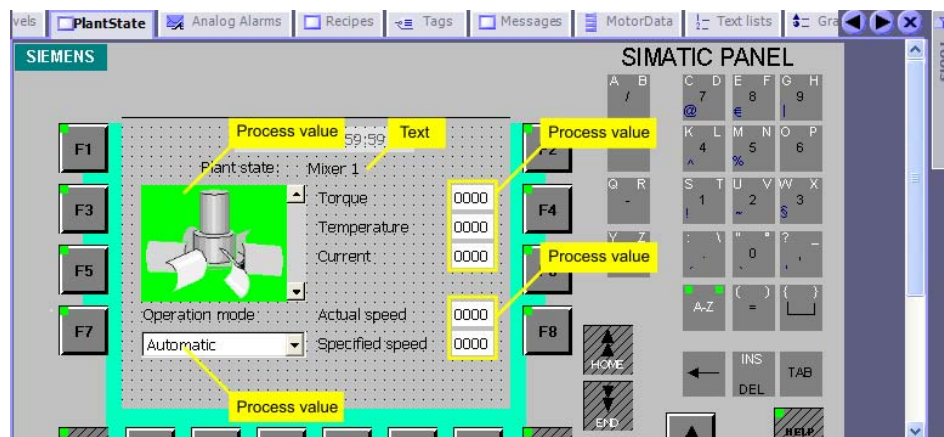 vels PlantState Analog Alarms Recipes Tags Messages MotorData Text lists Gra
SIEMENS
SIMATIC PANEL
A B
/
C D
7
@
E F
8
€
G H
9
|
Process value
59:59
Text
Process value
F1
F2
K L
4
^
M N
5
%
O P
6
Plant state:
Mixer 1
F3
Torque
0000
F4
Q R
-
S T
1
!
U V
2
~
W X
3
§
Temperature
0000
Current
0000
F5
Process value
Y Z
.
0
? _
Operation mode
Actual speed
0000
F7
F8
A-Z
( )
=
{ }
Automatic
Specified speed
0000
HOME
INS
DEL
TAB
Process value
END
HELP